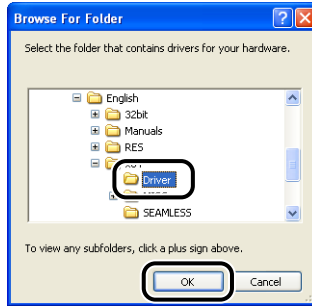 Browse For Folder
Select the folder that contains drivers for your hardware.
English
32bit
Manuals
RES
Driver
SEAMLESS
To view any subfolders, click a plus sign above.
OK
Cancel